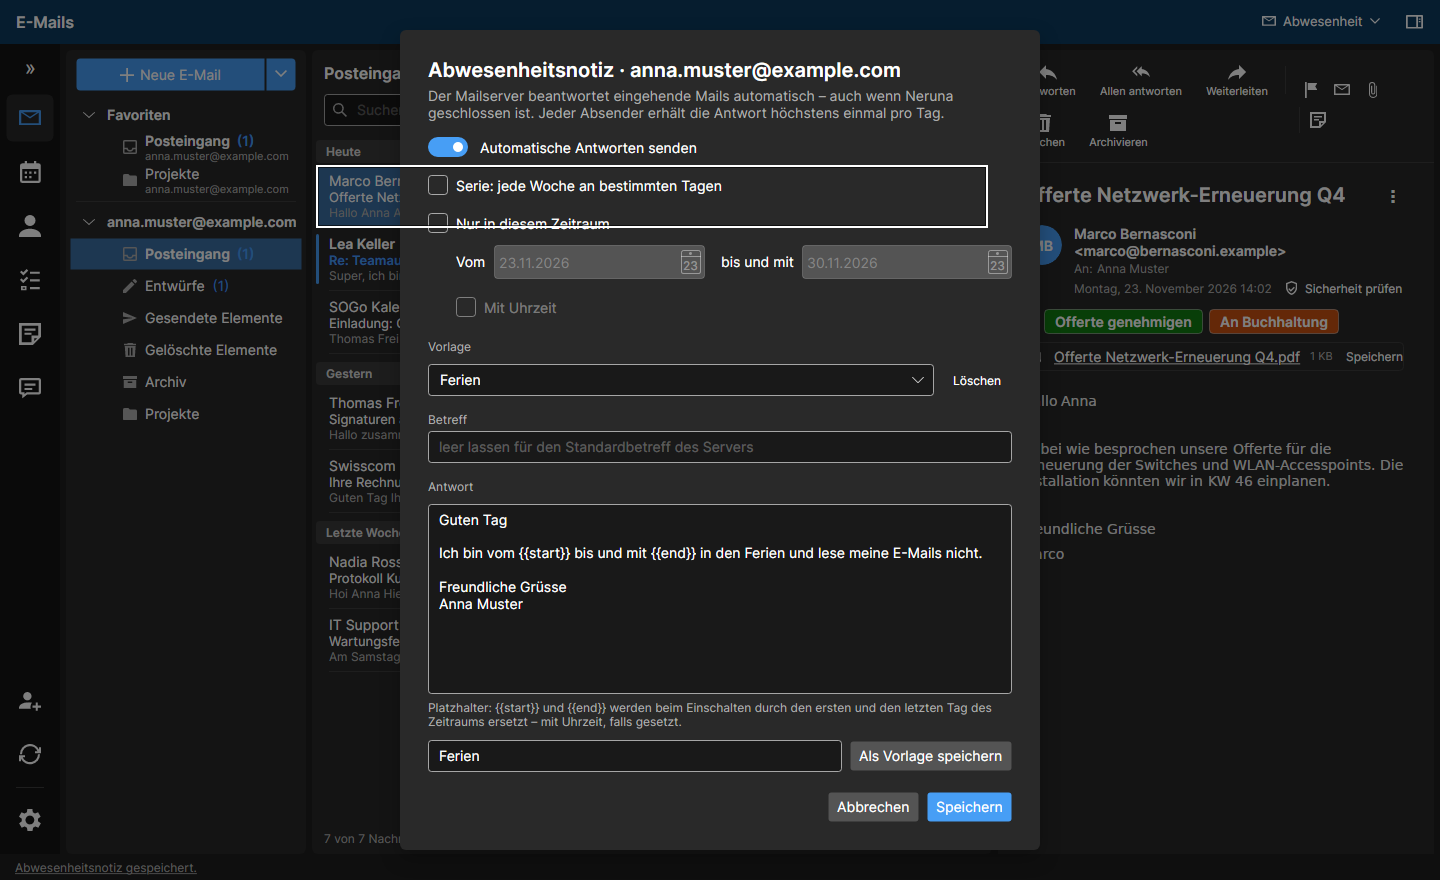 E-Mails
Abwesenheit
Neue E-Mail
Favoriten
Posteingang (1)
anna.muster@example.com
Projekte
anna.muster@example.com
anna.muster@example.com
Posteingang (1)
Entwürfe (1)
Gesendete Elemente
Gelöschte Elemente
Archiv
Projekte
Posteinga
Suche
Heute
Marco Ber
Offerte Net
Hallo Anna A
Lea Keller
Re: Teamau
Super, ich bi
SOGo Kale
Einladung: G
Thomas Frei
Gestern
Thomas Fr
Signaturen
Hallo zusam
Swisscom
Ihre Rechnu
Guten Tag Ih
Letzte Woch
Nadia Ross
Protokoll Ku
Hoi Anna Hie
IT Support
Wartungsfe
Am Samstag
7 von 7 Nachr
Abwesenheitsnotiz · anna.muster@example.com
Der Mailserver beantwortet eingehende Mails automatisch – auch wenn Neruna
geschlossen ist. Jeder Absender erhält die Antwort höchstens einmal pro Tag.
Automatische Antworten senden
Serie: jede Woche an bestimmten Tagen
Nur in diesem Zeitraum
Vom 23.11.2026 bis und mit 30.11.2026
Mit Uhrzeit
Vorlage
Ferien Löschen
Betreff
leer lassen für den Standardbetreff des Servers
Antwort
Guten Tag
Ich bin vom {{start}} bis und mit {{end}} in den Ferien und lese meine E-Mails nicht.
Freundliche Grüsse
Anna Muster
Platzhalter: {{start}} und {{end}} werden beim Einschalten durch den ersten und den letzten Tag des
Zeitraums ersetzt – mit Uhrzeit, falls gesetzt.
Ferien Als Vorlage speichern
Abbrechen Speichern
worten Allen antworten Weiterleiten
chen Archivieren
fferte Netzwerk-Erneuerung Q4
MB
Marco Bernasconi
<marco@bernasconi.example>
An: Anna Muster
Montag, 23. November 2026 14:02 Sicherheit prüfen
Offerte genehmigen An Buchhaltung
Offerte Netzwerk-Erneuerung Q4.pdf 1 KB Speichern
llo Anna
bei wie besprochen unsere Offerte für die
neuerung der Switches und WLAN-Accesspoints. Die
stallation könnten wir in KW 46 einplanen.
eundliche Grüsse
arco
Abwesenheitsnotiz gespeichert.